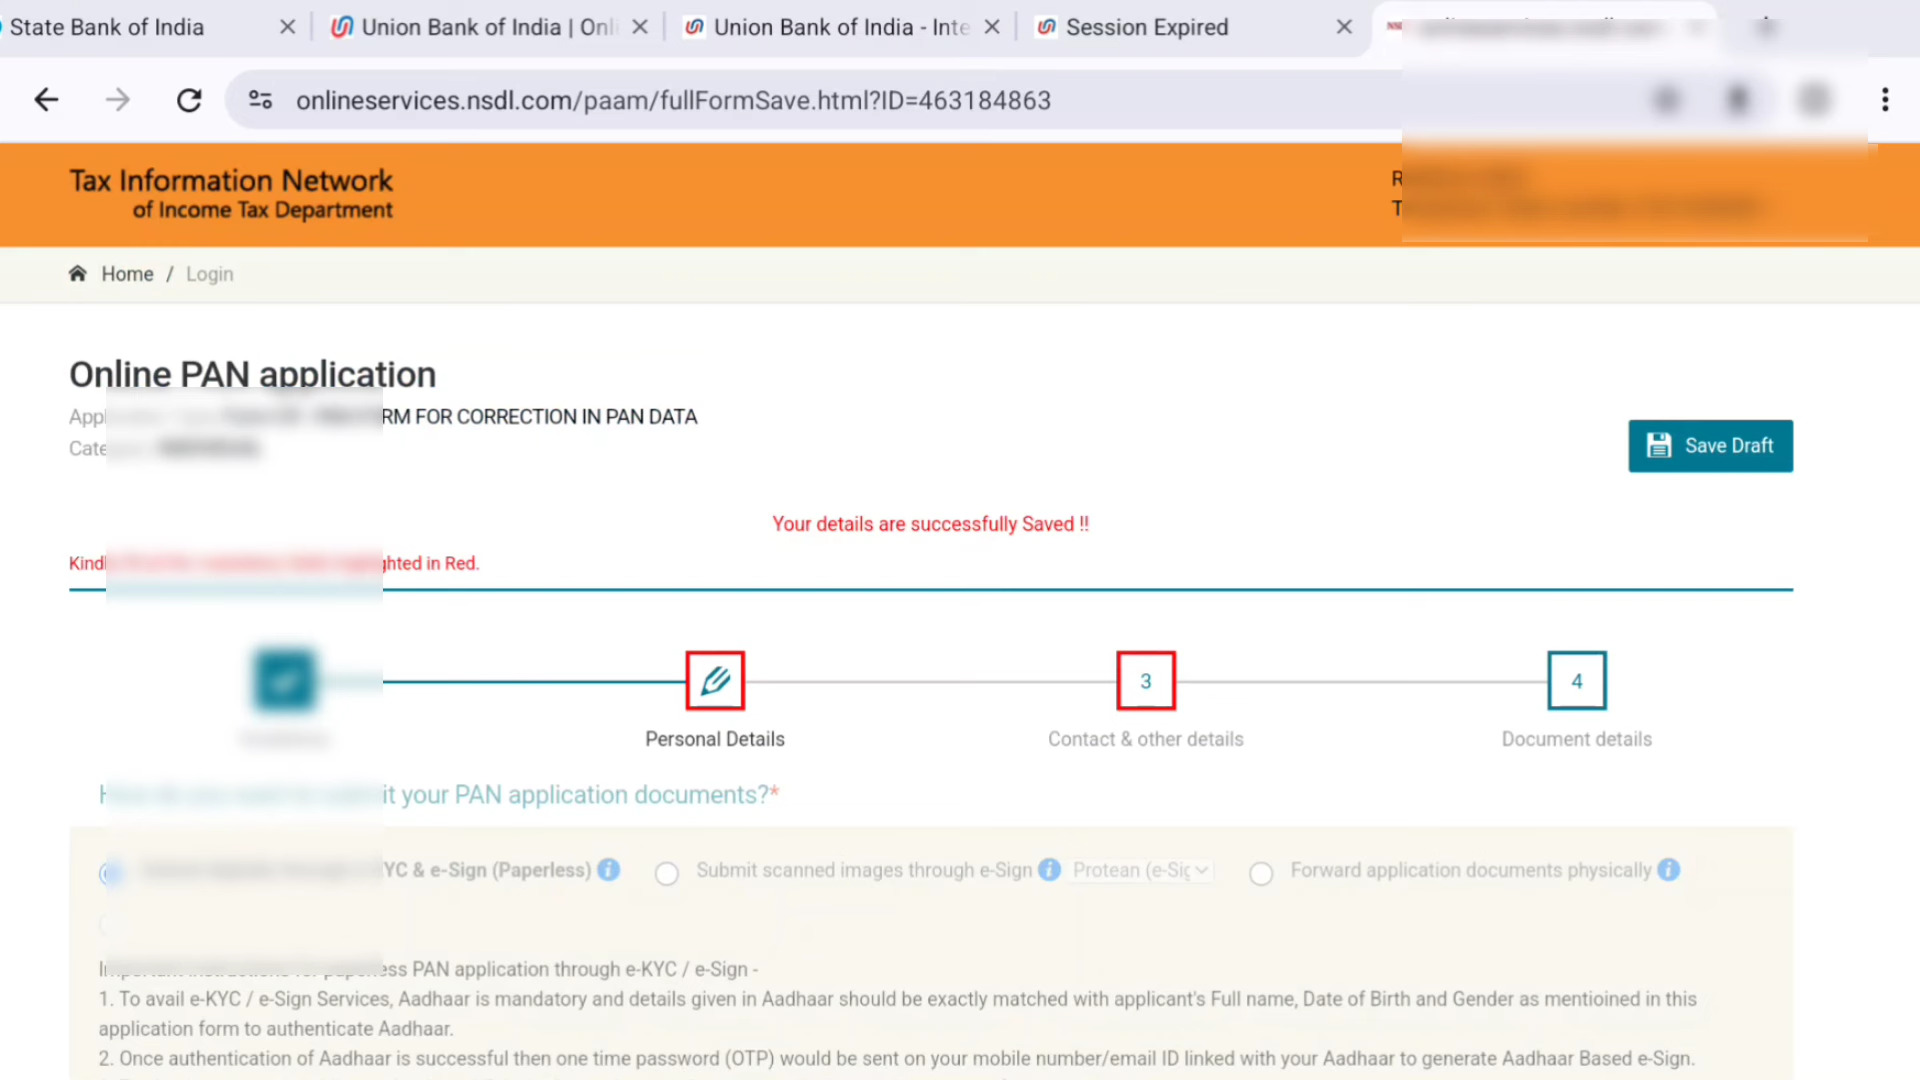 State Bank of India
Union Bank of India | Onli
Union Bank of India - Inte
Session Expired
onlineservices.nsdl.com/paam/fullFormSave.html?ID=463184863
Tax Information Network
of Income Tax Department
Home / Login
Online PAN application
App RM FOR CORRECTION IN PAN DATA
Cate
Save Draft
Your details are successfully Saved !!
Kind ghted in Red.
3
4
Personal Details
Contact & other details
Document details
it your PAN application documents?*
YC & e-Sign (Paperless)
Submit scanned images through e-Sign
Protean (e-Sig
Forward application documents physically
ess PAN application through e-KYC / e-Sign -
1. To avail e-KYC / e-Sign Services, Aadhaar is mandatory and details given in Aadhaar should be exactly matched with applicant's Full name, Date of Birth and Gender as mentioined in this
application form to authenticate Aadhaar.
2. Once authentication of Aadhaar is successful then one time password (OTP) would be sent on your mobile number/email ID linked with your Aadhaar to generate Aadhaar Based e-Sign.